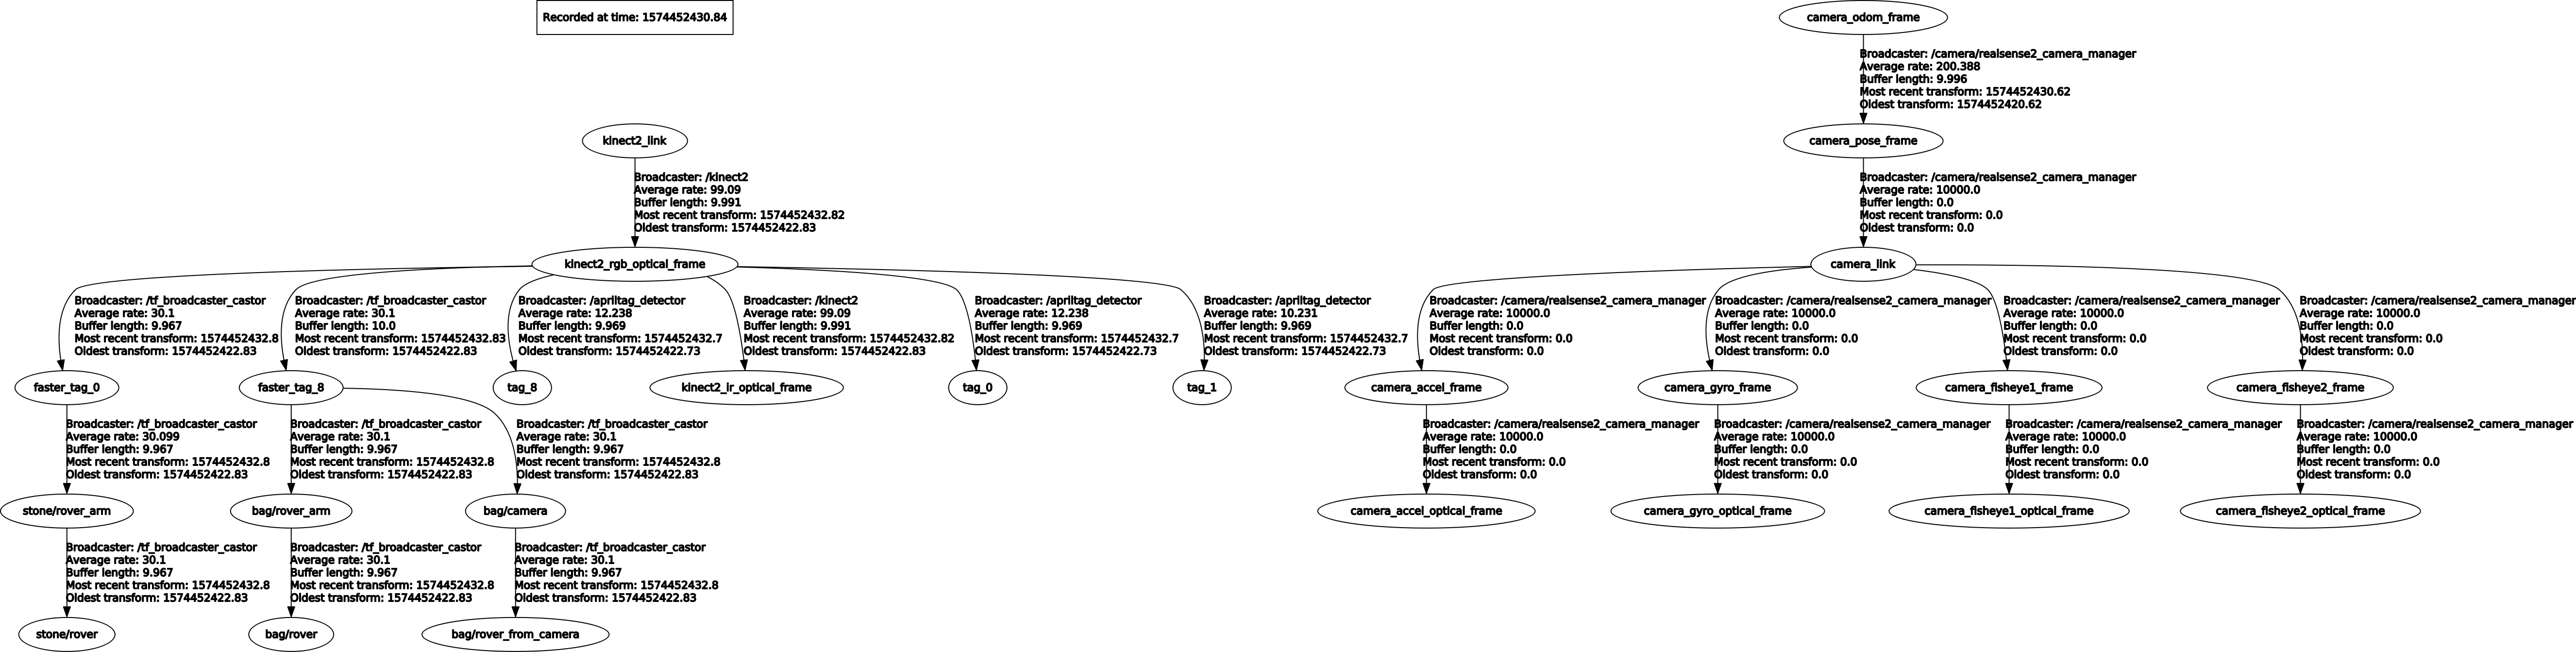 Recorded at time: 1574452430.84
camera_odom_frame
Broadcaster: /camera/realsense2_camera_manager
Average rate: 200.388
Buffer length: 9.996
Most recent transform: 1574452430.62
Oldest transform: 1574452420.62
kinect2_link
camera_pose_frame
Broadcaster: /kinect2
Average rate: 99.09
Buffer length: 9.991
Most recent transform: 1574452432.82
Oldest transform: 1574452422.83
Broadcaster: /camera/realsense2_camera_manager
Average rate: 10000.0
Buffer length: 0.0
Most recent transform: 0.0
Oldest transform: 0.0
kinect2_rgb_optical_frame
camera_link
Broadcaster: /tf_broadcaster_castor
Average rate: 30.1
Buffer length: 9.967
Most recent transform: 1574452432.8
Oldest transform: 1574452422.83
Broadcaster: /tf_broadcaster_castor
Average rate: 30.1
Buffer length: 10.0
Most recent transform: 1574452432.83
Oldest transform: 1574452422.83
Broadcaster: /apriltag_detector
Average rate: 12.238
Buffer length: 9.969
Most recent transform: 1574452432.7
Oldest transform: 1574452422.73
Broadcaster: /kinect2
Average rate: 99.09
Buffer length: 9.991
Most recent transform: 1574452432.82
Oldest transform: 1574452422.83
Broadcaster: /apriltag_detector
Average rate: 12.238
Buffer length: 9.969
Most recent transform: 1574452432.7
Oldest transform: 1574452422.73
Broadcaster: /apriltag_detector
Average rate: 10.231
Buffer length: 9.969
Most recent transform: 1574452432.7
Oldest transform: 1574452422.73
Broadcaster: /camera/realsense2_camera_manager
Average rate: 10000.0
Buffer length: 0.0
Most recent transform: 0.0
Oldest transform: 0.0
Broadcaster: /camera/realsense2_camera_manager
Average rate: 10000.0
Buffer length: 0.0
Most recent transform: 0.0
Oldest transform: 0.0
Broadcaster: /camera/realsense2_camera_manager
Average rate: 10000.0
Buffer length: 0.0
Most recent transform: 0.0
Oldest transform: 0.0
Broadcaster: /camera/realsense2_camera_manager
Average rate: 10000.0
Buffer length: 0.0
Most recent transform: 0.0
Oldest transform: 0.0
faster_tag_0
faster_tag_8
tag_8
kinect2_ir_optical_frame
tag_0
tag_1
camera_accel_frame
camera_gyro_frame
camera_fisheye1_frame
camera_fisheye2_frame
Broadcaster: /tf_broadcaster_castor
Average rate: 30.099
Buffer length: 9.967
Most recent transform: 1574452432.8
Oldest transform: 1574452422.83
Broadcaster: /tf_broadcaster_castor
Average rate: 30.1
Buffer length: 9.967
Most recent transform: 1574452432.8
Oldest transform: 1574452422.83
Broadcaster: /tf_broadcaster_castor
Average rate: 30.1
Buffer length: 9.967
Most recent transform: 1574452432.8
Oldest transform: 1574452422.83
Broadcaster: /camera/realsense2_camera_manager
Average rate: 10000.0
Buffer length: 0.0
Most recent transform: 0.0
Oldest transform: 0.0
Broadcaster: /camera/realsense2_camera_manager
Average rate: 10000.0
Buffer length: 0.0
Most recent transform: 0.0
Oldest transform: 0.0
Broadcaster: /camera/realsense2_camera_manager
Average rate: 10000.0
Buffer length: 0.0
Most recent transform: 0.0
Oldest transform: 0.0
Broadcaster: /camera/realsense2_camera_manager
Average rate: 10000.0
Buffer length: 0.0
Most recent transform: 0.0
Oldest transform: 0.0
stone/rover_arm
bag/rover_arm
bag/camera
camera_accel_optical_frame
camera_gyro_optical_frame
camera_fisheye1_optical_frame
camera_fisheye2_optical_frame
Broadcaster: /tf_broadcaster_castor
Average rate: 30.1
Buffer length: 9.967
Most recent transform: 1574452432.8
Oldest transform: 1574452422.83
Broadcaster: /tf_broadcaster_castor
Average rate: 30.1
Buffer length: 9.967
Most recent transform: 1574452432.8
Oldest transform: 1574452422.83
Broadcaster: /tf_broadcaster_castor
Average rate: 30.1
Buffer length: 9.967
Most recent transform: 1574452432.8
Oldest transform: 1574452422.83
stone/rover
bag/rover
bag/rover_from_camera